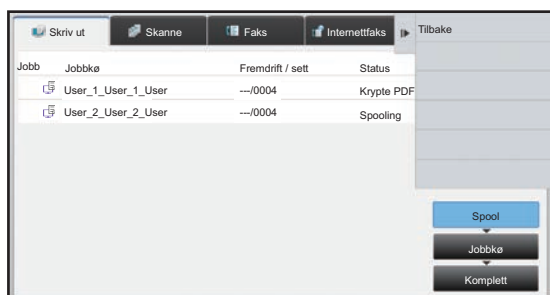 Skriv ut Skanne Faks Internettfaks Tilbake
Jobb Jobbkø Fremdrift / sett Status
User_1_User_1_User ---/0004 Krypte PDF
User_2_User_2_User ---/0004 Spooling
Spool
Jobbkø
Komplett